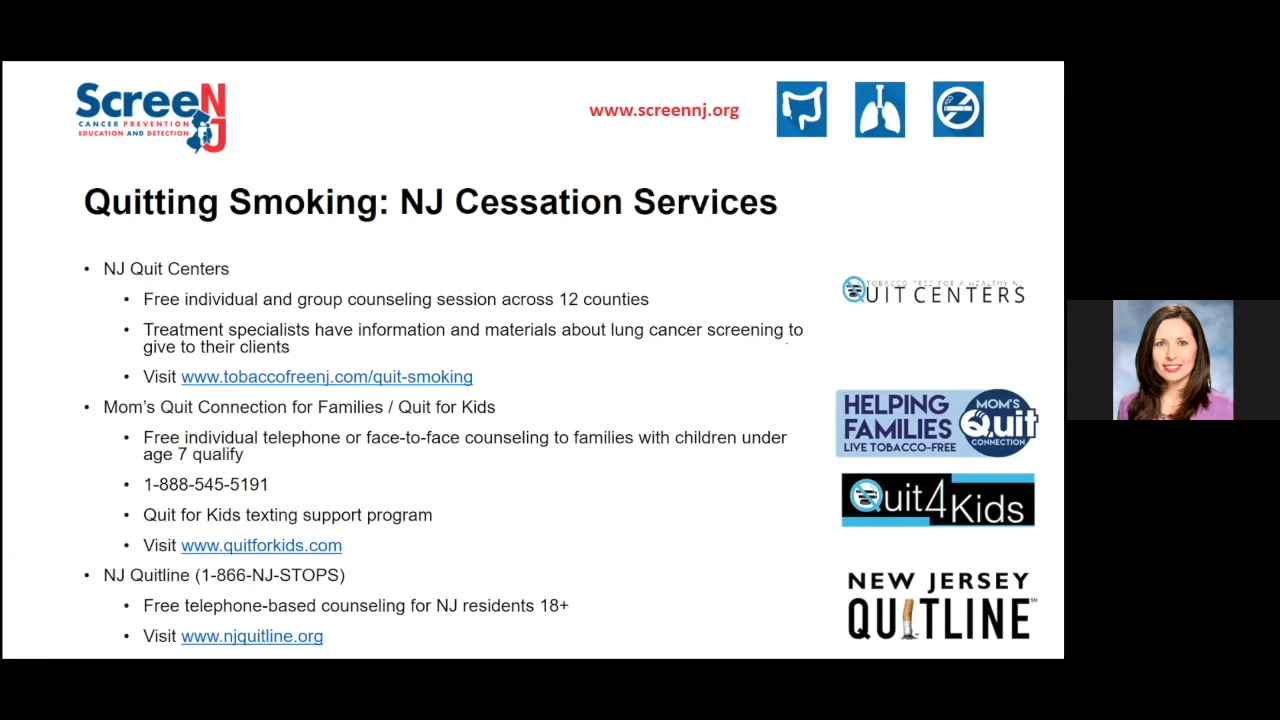 ScreeNJ
CANCER PREVENTION
EDUCATION AND DETECTION
www.screennj.org
Quitting Smoking: NJ Cessation Services
• NJ Quit Centers
• Free individual and group counseling session across 12 counties
• Treatment specialists have information and materials about lung cancer screening to
give to their clients
• Visit www.tobaccofreenj.com/quit-smoking
• Mom's Quit Connection for Families / Quit for Kids
• Free individual telephone or face-to-face counseling to families with children under
age 7 qualify
• 1-888-545-5191
• Quit for Kids texting support program
• Visit www.quitforkids.com
• NJ Quitline (1-866-NJ-STOPS)
• Free telephone-based counseling for NJ residents 18+
• Visit www.njquitline.org
TOBACCO FREE FOR A HEALTHY NJ
QUIT CENTERS
HELPING
FAMILIES
LIVE TOBACCO-FREE
MOM'S
Quit
CONNECTION
Quit4Kids
NEW JERSEY
QUITLINE SM